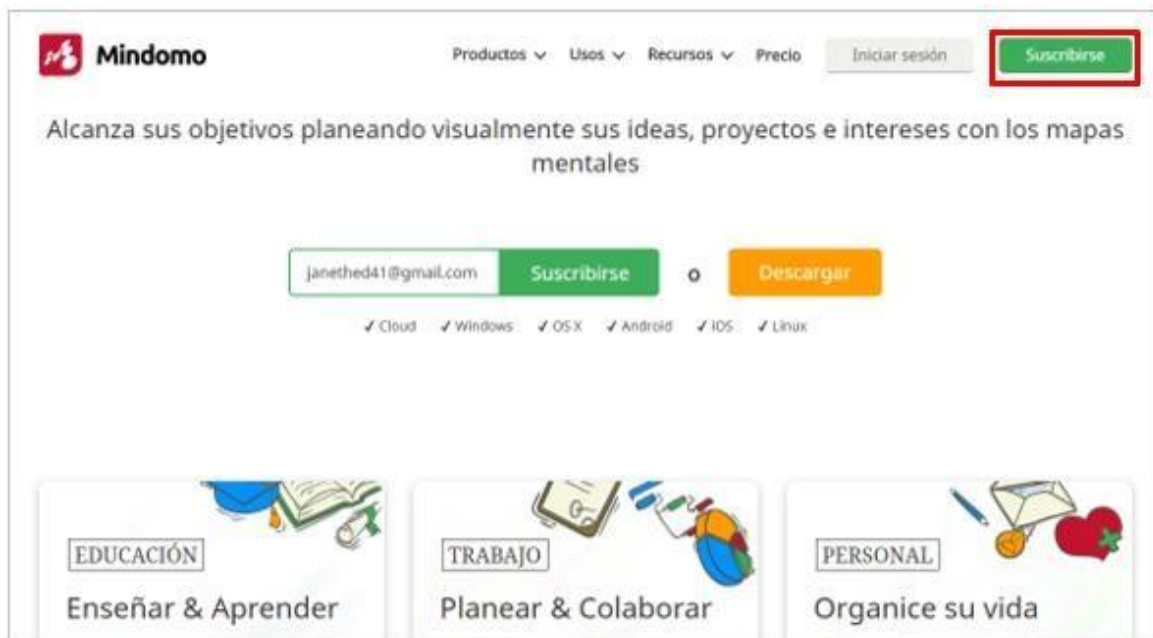 Mindomo
Productos Usos Recursos Precio Iniciar sesión Suscribirse
Alcanza sus objetivos planeando visualmente sus ideas, proyectos e intereses con los mapas
mentales
janethed41@gmail.com Suscribirse o Descargar
✓ Cloud ✓ Windows ✓ OS X ✓ Android ✓ iOS ✓ Linux
EDUCACIÓN TRABAJO PERSONAL
Enseñar & Aprender Planear & Colaborar Organice su vida